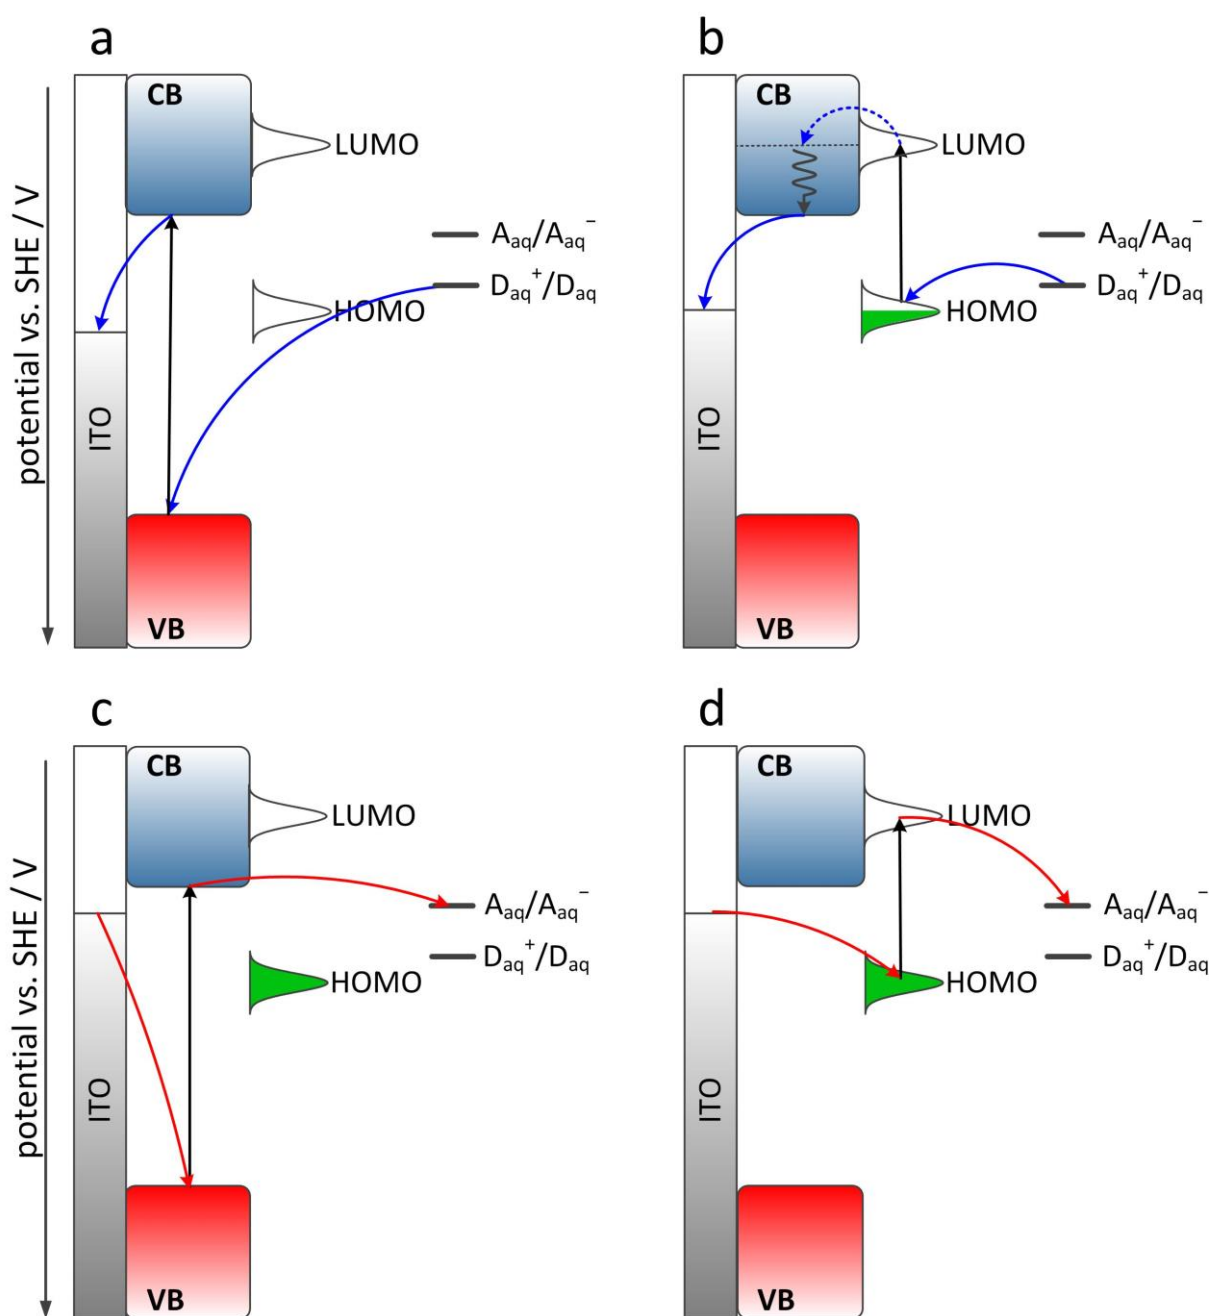 a
CB
LUMO
A_aq/A_aq⁻
D_aq⁺/D_aq
HOMO
ITO
VB
potential vs. SHE / V
b
CB
LUMO
A_aq/A_aq⁻
D_aq⁺/D_aq
HOMO
ITO
VB
c
CB
LUMO
A_aq/A_aq⁻
D_aq⁺/D_aq
HOMO
ITO
VB
potential vs. SHE / V
d
CB
LUMO
A_aq/A_aq⁻
D_aq⁺/D_aq
HOMO
ITO
VB